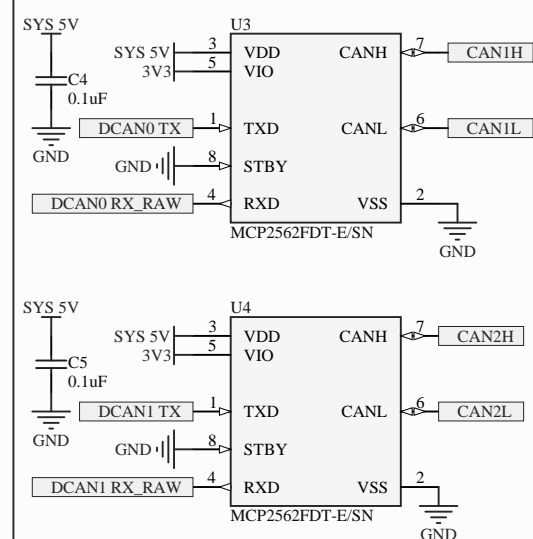 SYS 5V
C4
0.1uF
GND
U3
SYS 5V 3 VDD CANH 7 CAN1H
3V3 5 VIO
DCAN0 TX 1 TXD CANL 6 CAN1L
GND 8 STBY
DCAN0 RX_RAW 4 RXD VSS 2
MCP2562FDT-E/SN
GND
SYS 5V
C5
0.1uF
GND
U4
SYS 5V 3 VDD CANH 7 CAN2H
3V3 5 VIO
DCAN1 TX 1 TXD CANL 6 CAN2L
GND 8 STBY
DCAN1 RX_RAW 4 RXD VSS 2
MCP2562FDT-E/SN
GND